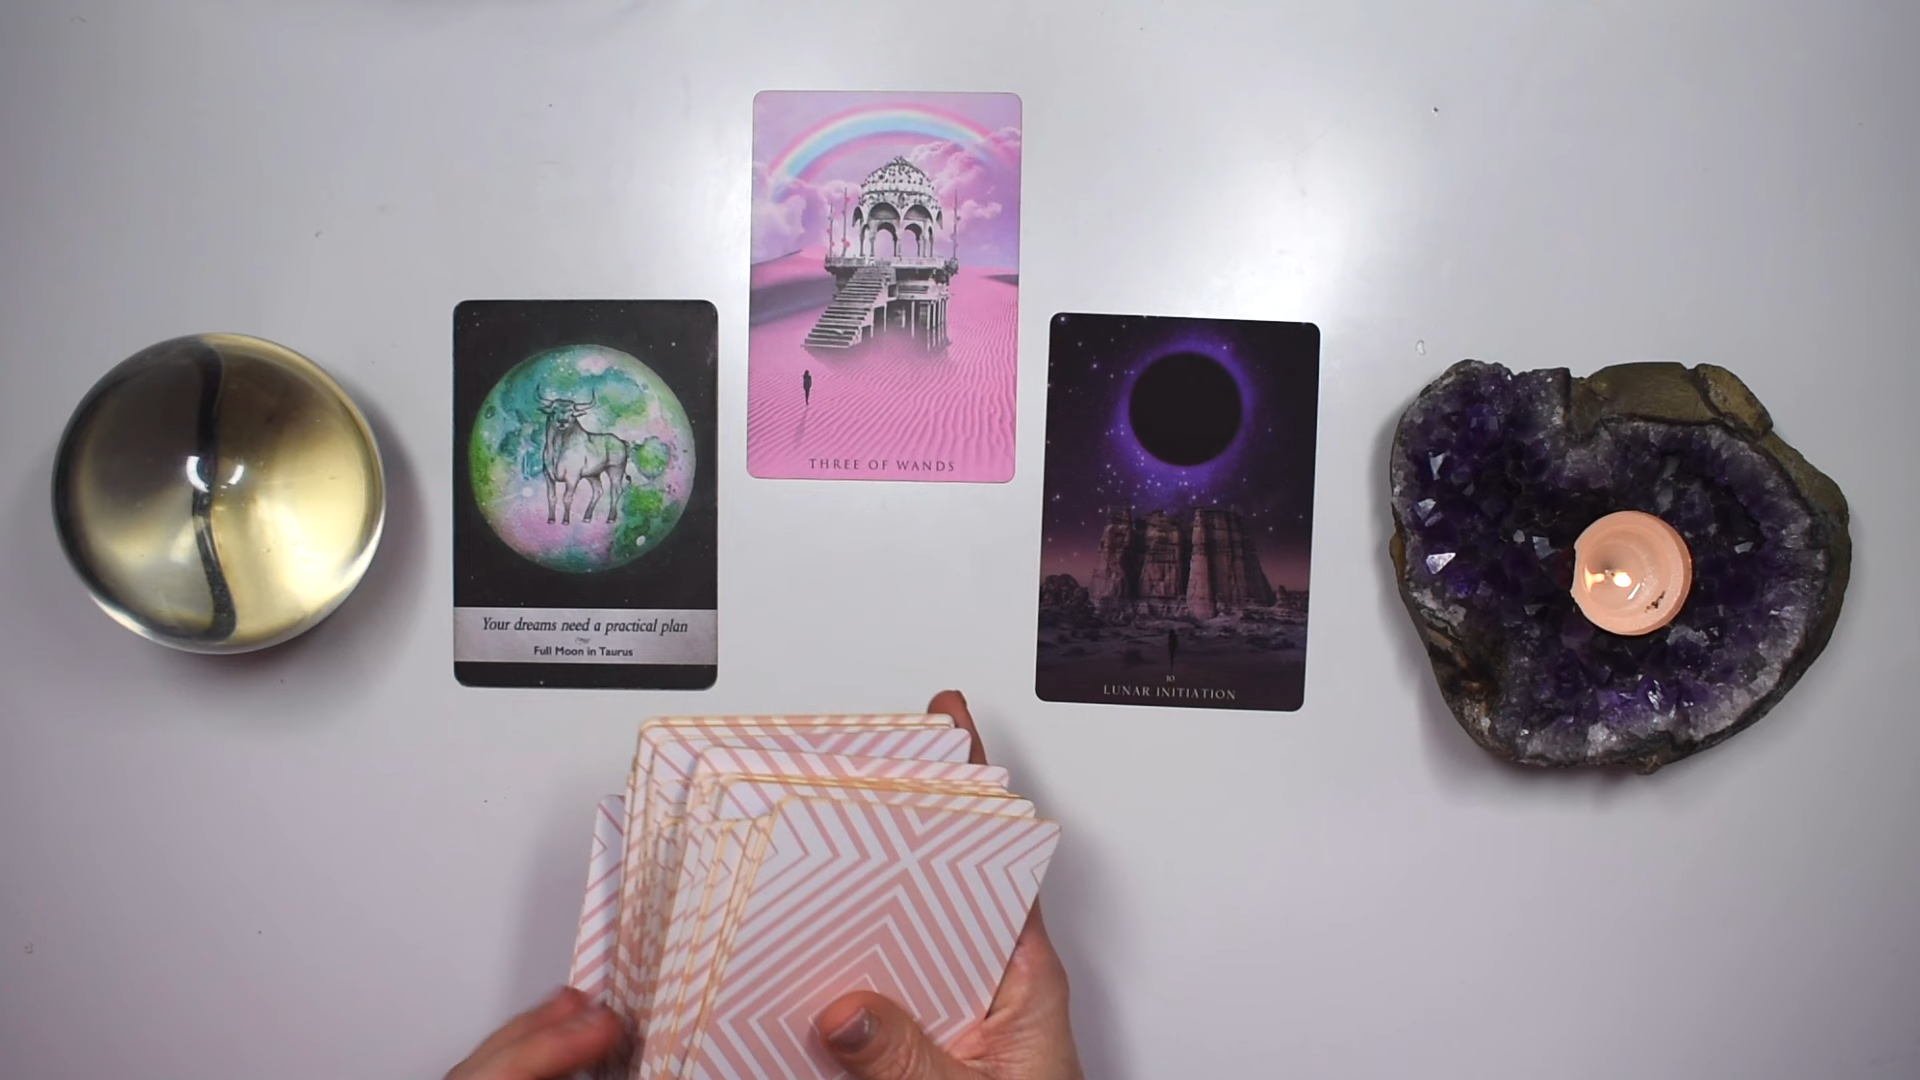 THREE OF WANDS
Your dreams need a practical plan
Full Moon in Taurus
10
LUNAR INITIATION